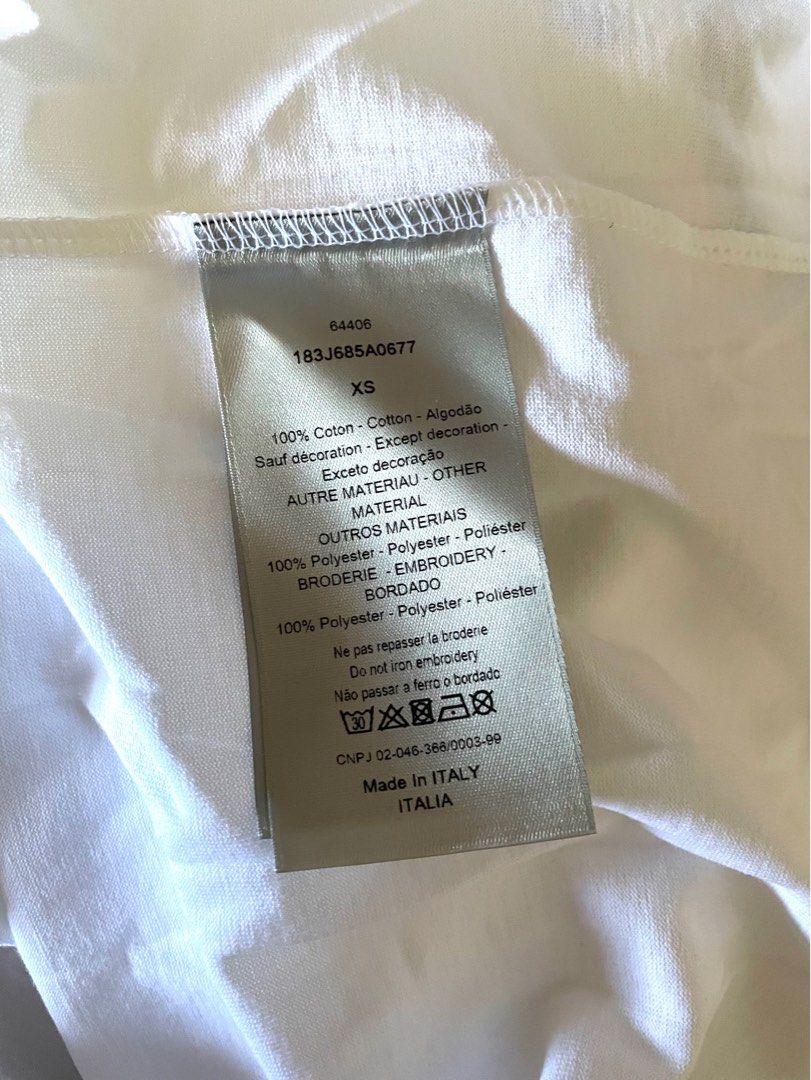 64406
183J685A0677
XS
100% Coton - Cotton - Algodão
Sauf décoration - Except decoration -
Exceto decoração
AUTRE MATERIAU - OTHER
MATERIAL
OUTROS MATERIAIS
100% Polyester - Polyester - Poliéster
BRODERIE - EMBROIDERY -
BORDADO
100% Polyester - Polyester - Poliéster
Ne pas repasser la broderie
Do not iron embroidery
Não passar a ferro o bordado
30
CNPJ 02-046-366/0003-99
Made In ITALY
ITALIA